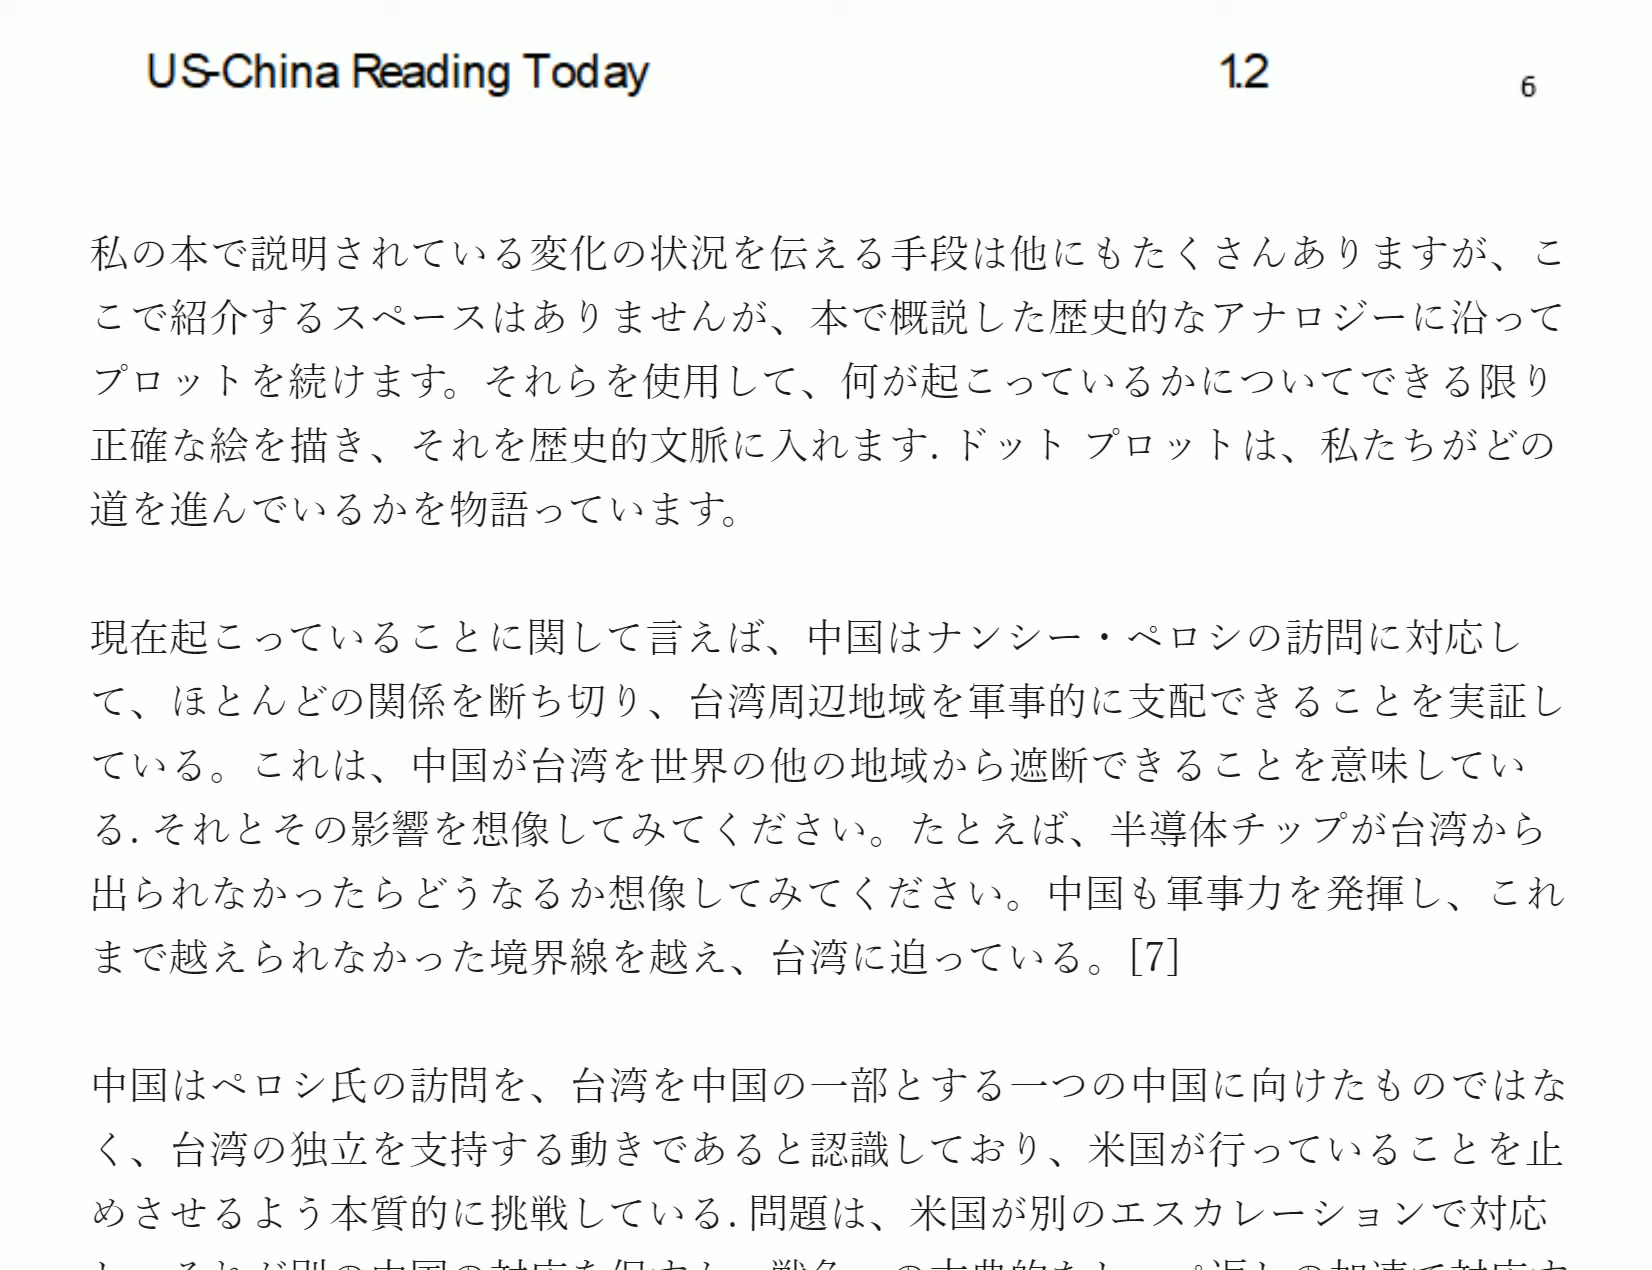 US-China Reading Today 1.2 6
私の本で説明されている変化の状況を伝える手段は他にもたくさんありますが、こ
こで紹介するスペースはありませんが、本で概説した歴史的なアナロジーに沿って
プロットを続けます。それらを使用して、何が起こっているかについてできる限り
正確な絵を描き、それを歴史的文脈に入れます. ドット プロットは、私たちがどの
道を進んでいるかを物語っています。
現在起こっていることに関して言えば、中国はナンシー・ペロシの訪問に対応し
て、ほとんどの関係を断ち切り、台湾周辺地域を軍事的に支配できることを実証し
ている。これは、中国が台湾を世界の他の地域から遮断できることを意味してい
る. それとその影響を想像してみてください。たとえば、半導体チップが台湾から
出られなかったらどうなるか想像してみてください。中国も軍事力を発揮し、これ
まで越えられなかった境界線を越え、台湾に迫っている。[7]
中国はペロシ氏の訪問を、台湾を中国の一部とする一つの中国に向けたものではな
く、台湾の独立を支持する動きであると認識しており、米国が行っていることを止
めさせるよう本質的に挑戦している. 問題は、米国が別のエスカレーションで対応